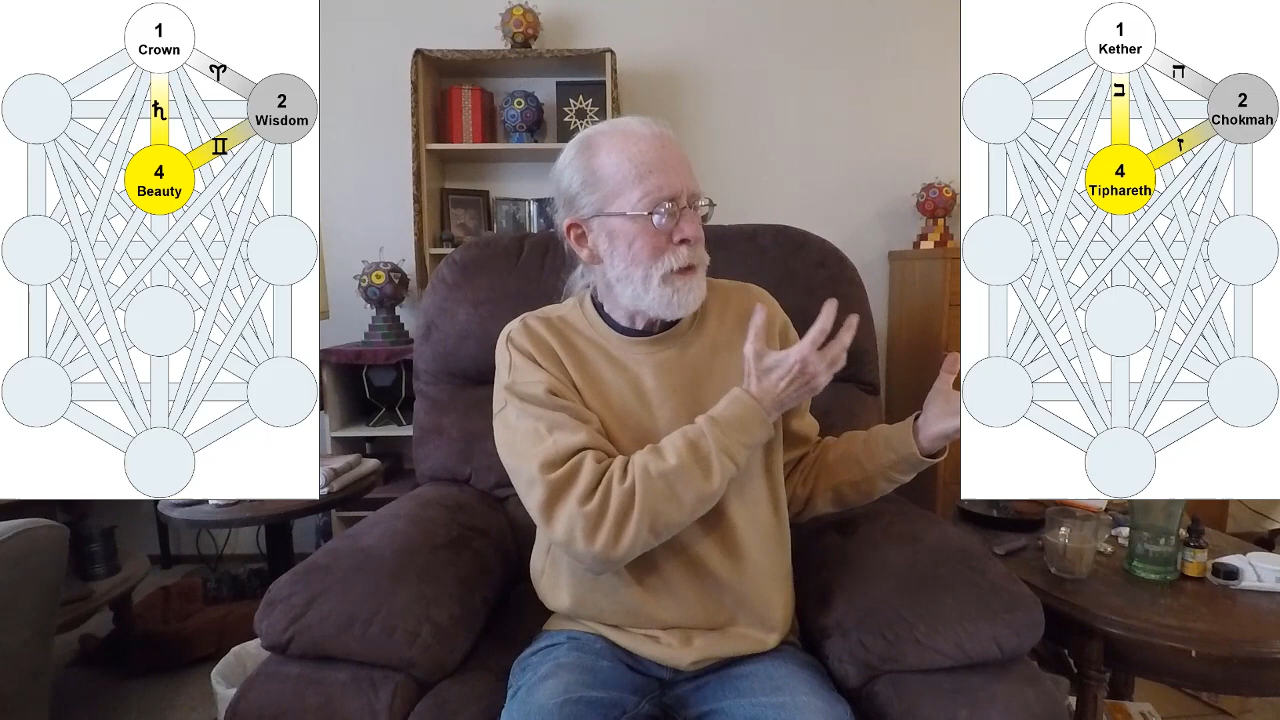 1
Crown
♈
2
Wisdom
♄
♊
4
Beauty
1
Kether
ה
2
Chokmah
ב
ז
4
Tiphareth